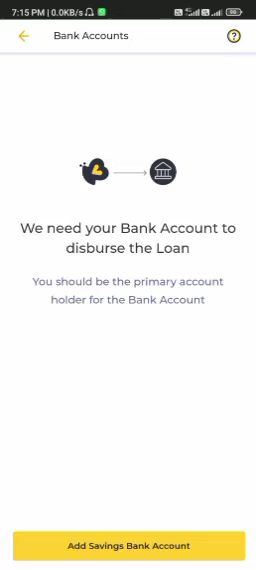 7:15 PM | 0.0KB/s
Bank Accounts
?
We need your Bank Account to
disburse the Loan
You should be the primary account
holder for the Bank Account
Add Savings Bank Account